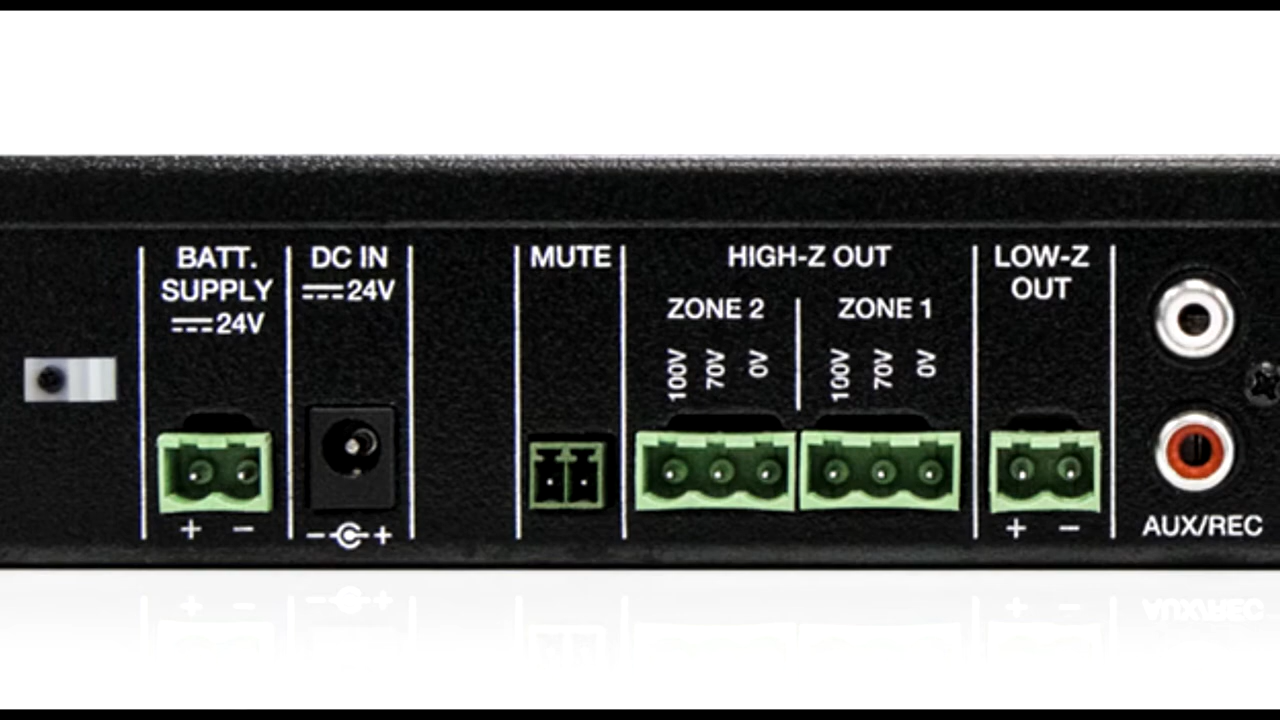 BATT.
SUPPLY
⎓24V
+ −
DC IN
⎓24V
− +
MUTE
HIGH-Z OUT
ZONE 2
100V 70V 0V
ZONE 1
100V 70V 0V
LOW-Z
OUT
+ −
AUX/REC